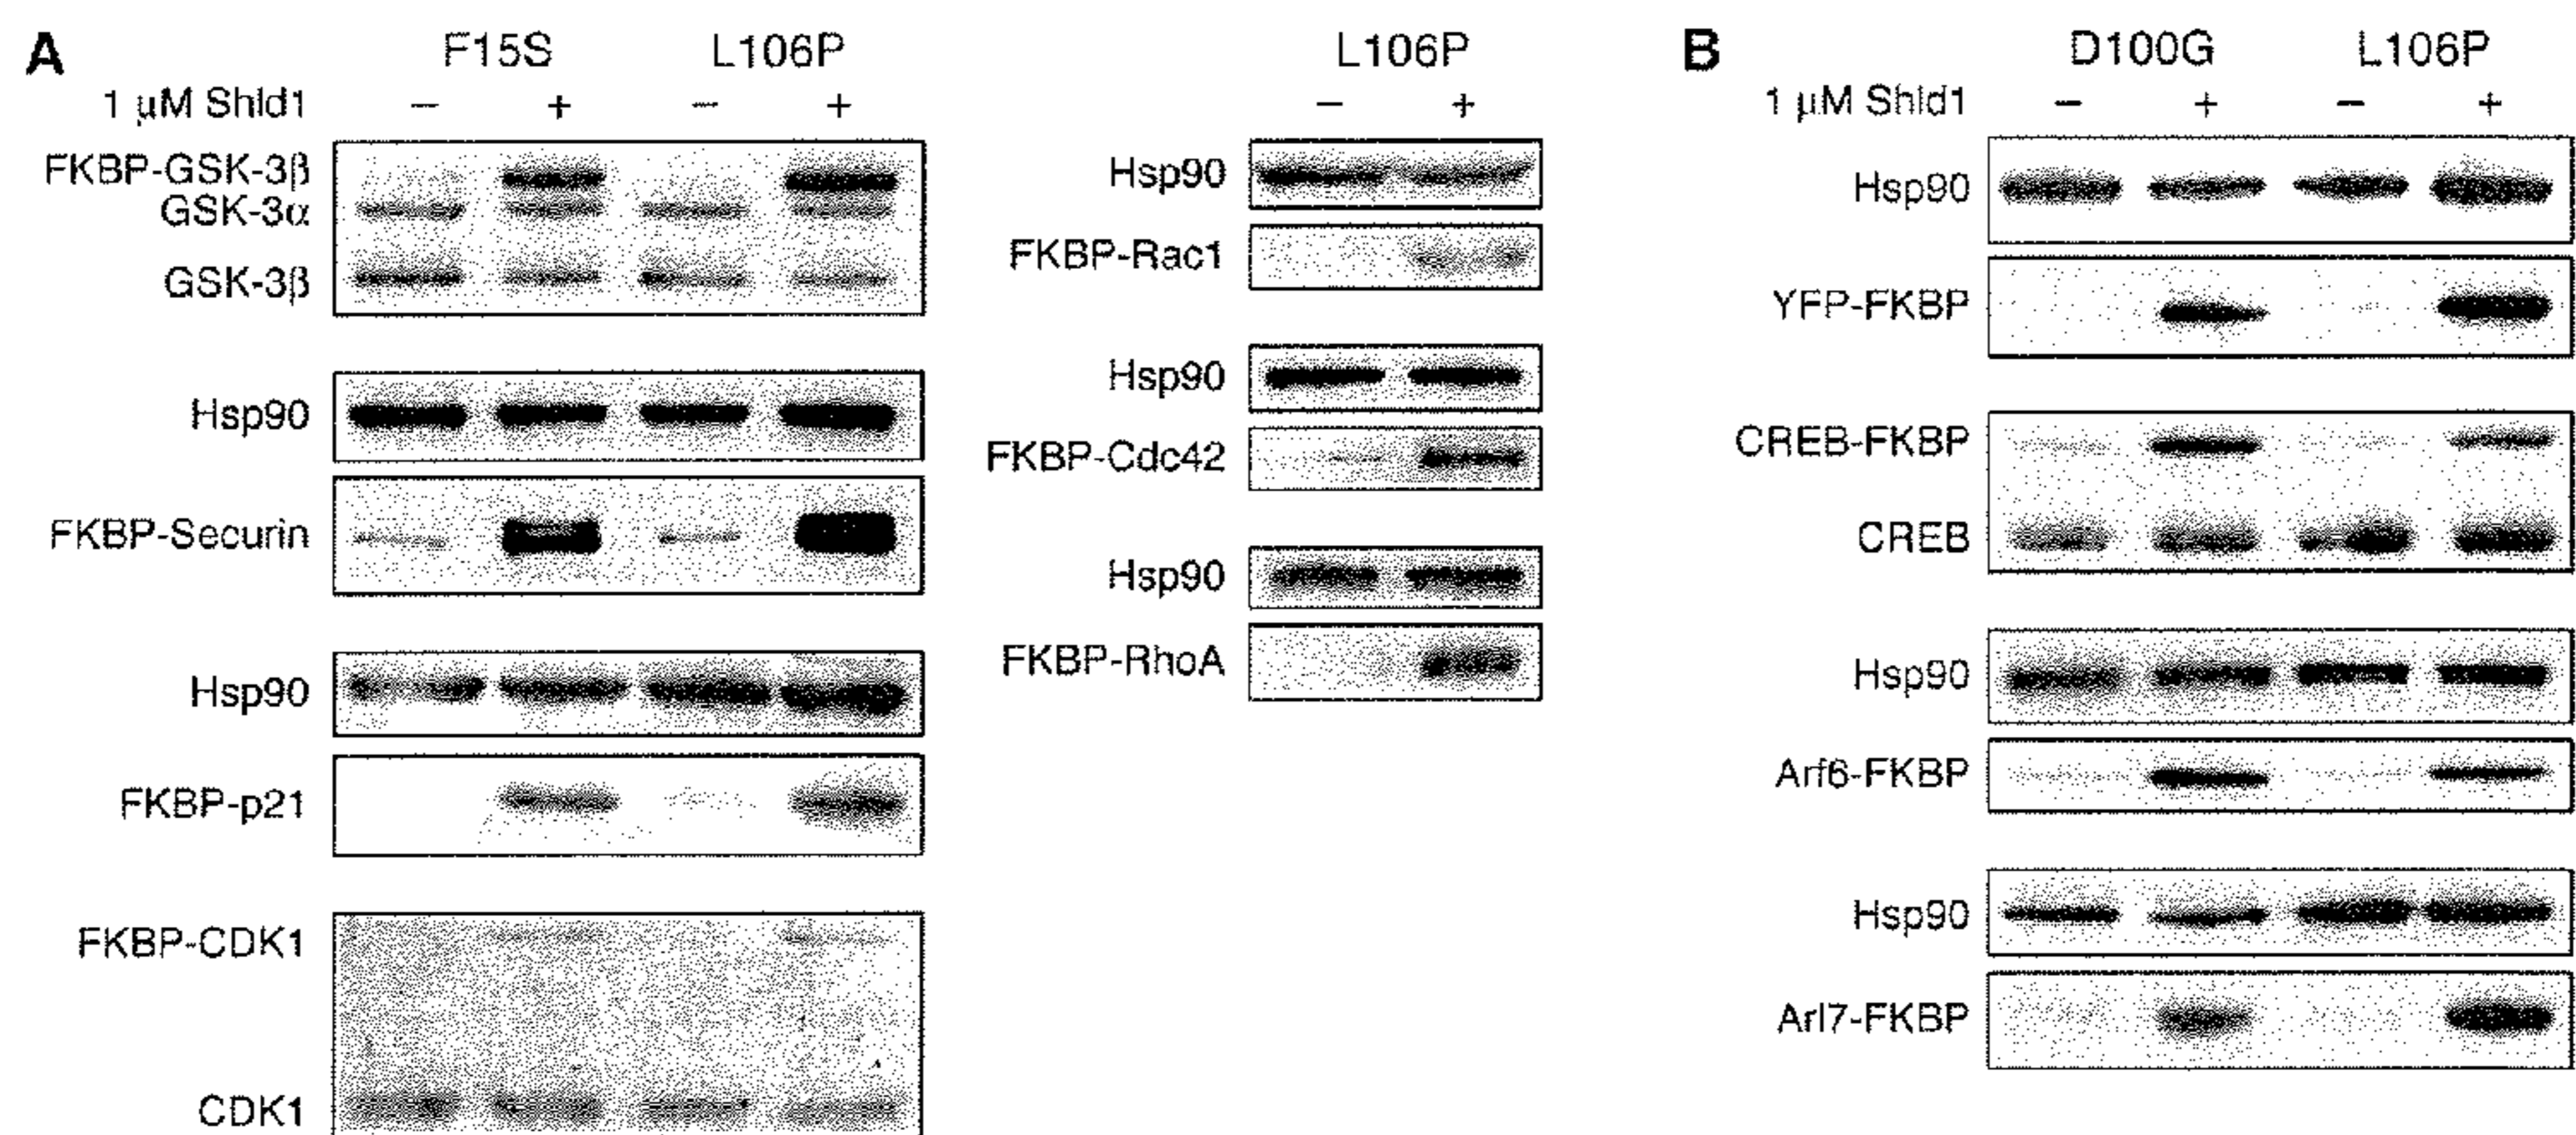 A
F15S L106P
1 µM Shld1 − + − +
FKBP-GSK-3β
GSK-3α
GSK-3β
Hsp90
FKBP-Securin
Hsp90
FKBP-p21
FKBP-CDK1
CDK1
L106P
− +
Hsp90
FKBP-Rac1
Hsp90
FKBP-Cdc42
Hsp90
FKBP-RhoA
B
D100G L106P
1 µM Shld1 − + − +
Hsp90
YFP-FKBP
CREB-FKBP
CREB
Hsp90
Arf6-FKBP
Hsp90
Arl7-FKBP